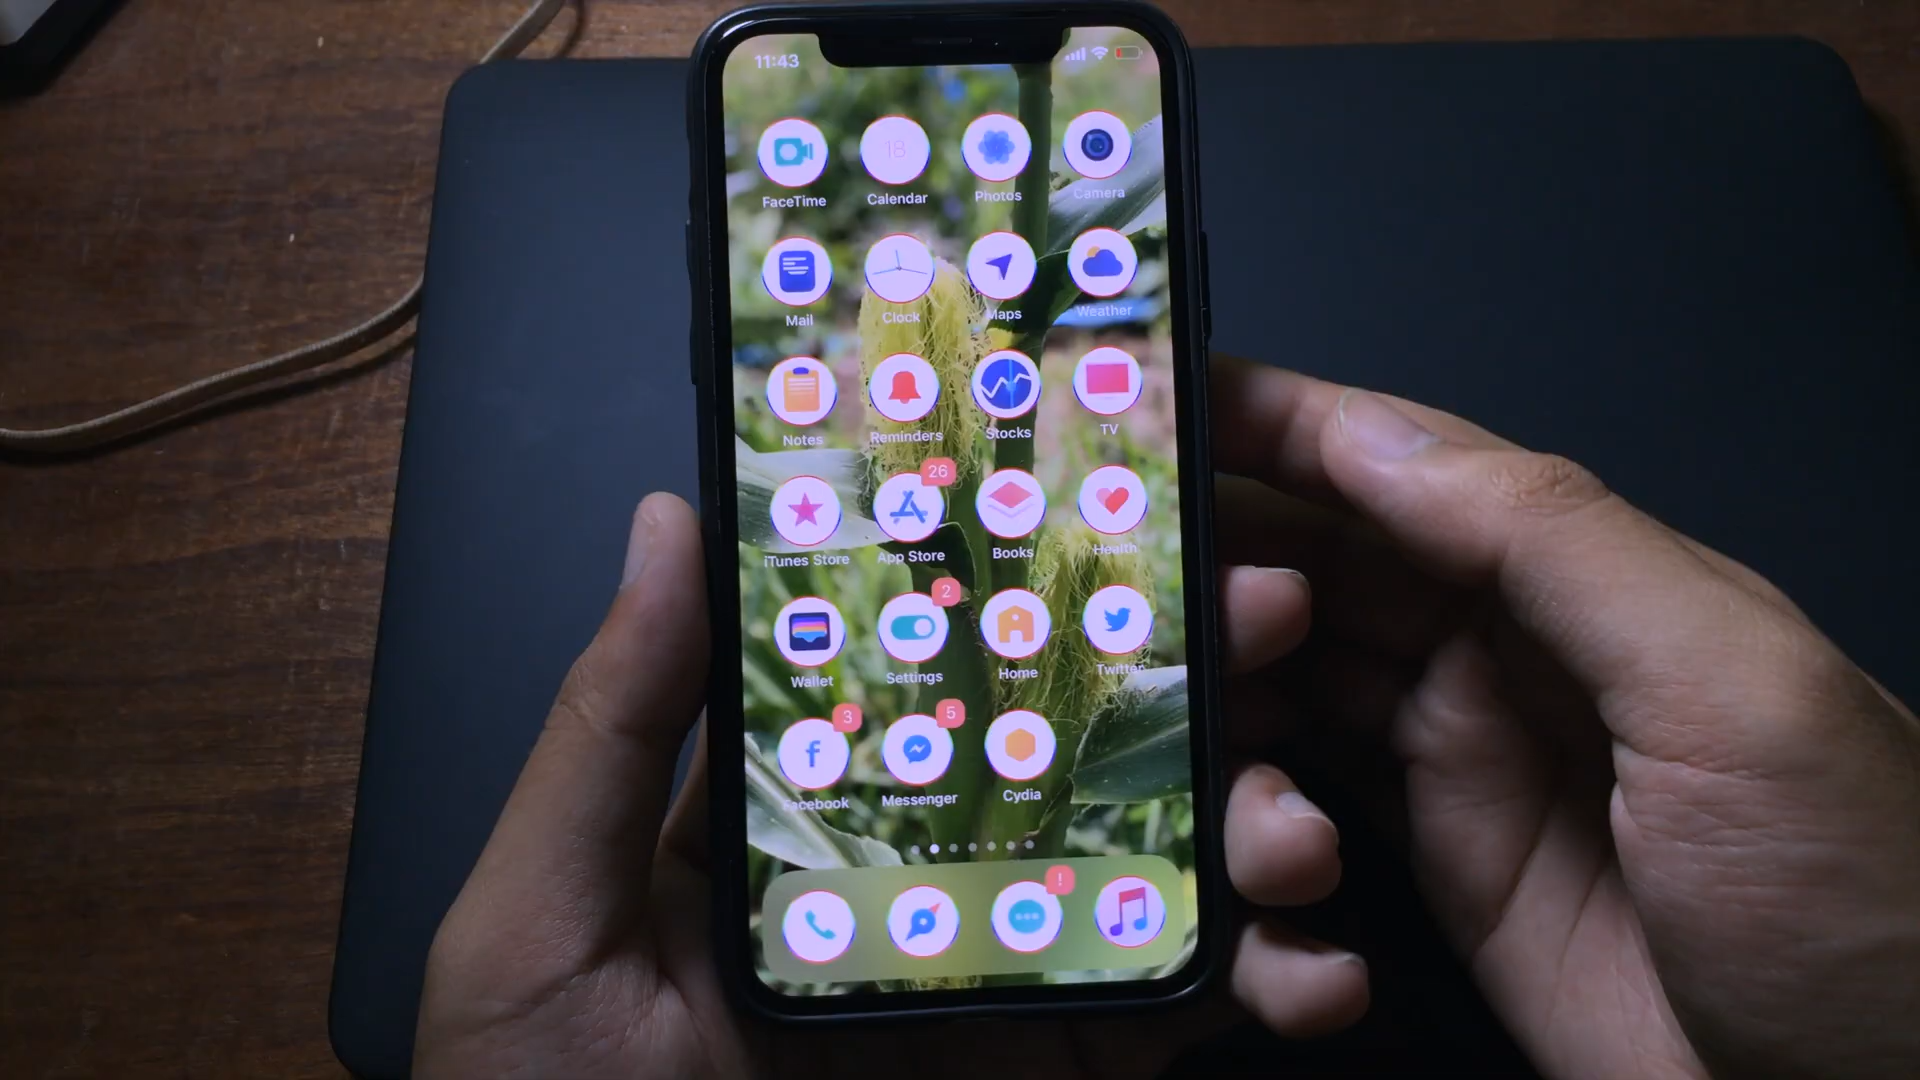 11:43
18
FaceTime Calendar Photos Camera
Mail Clock Maps Weather
Notes Reminders Stocks TV
26
iTunes Store App Store Books Health
2
Wallet Settings Home Twitter
3 5
f
Facebook Messenger Cydia
!